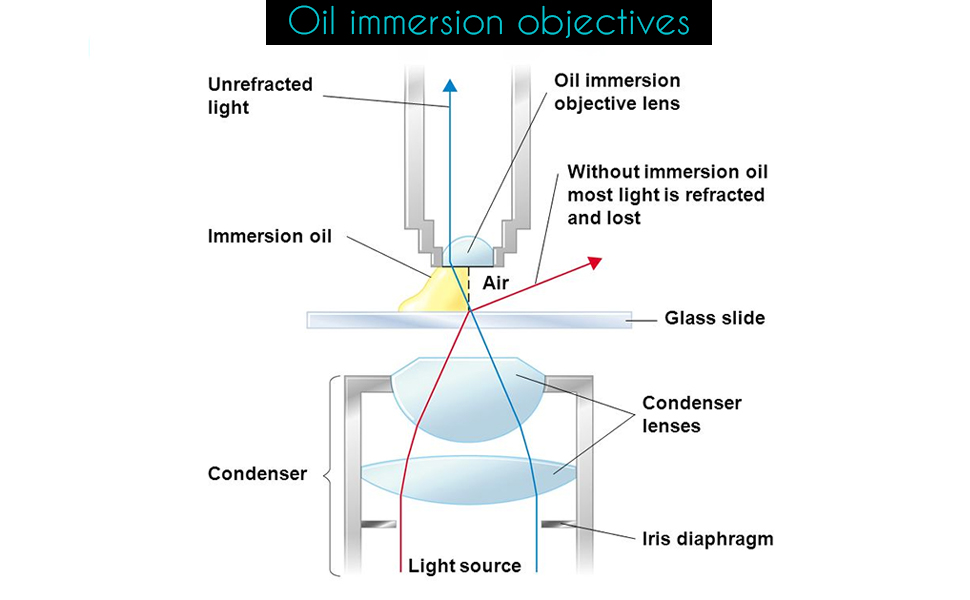 Oil immersion objectives
Unrefracted
light
Oil immersion
objective lens
Without immersion oil
most light is refracted
and lost
Immersion oil
Air
Glass slide
Condenser
lenses
Condenser
Iris diaphragm
Light source